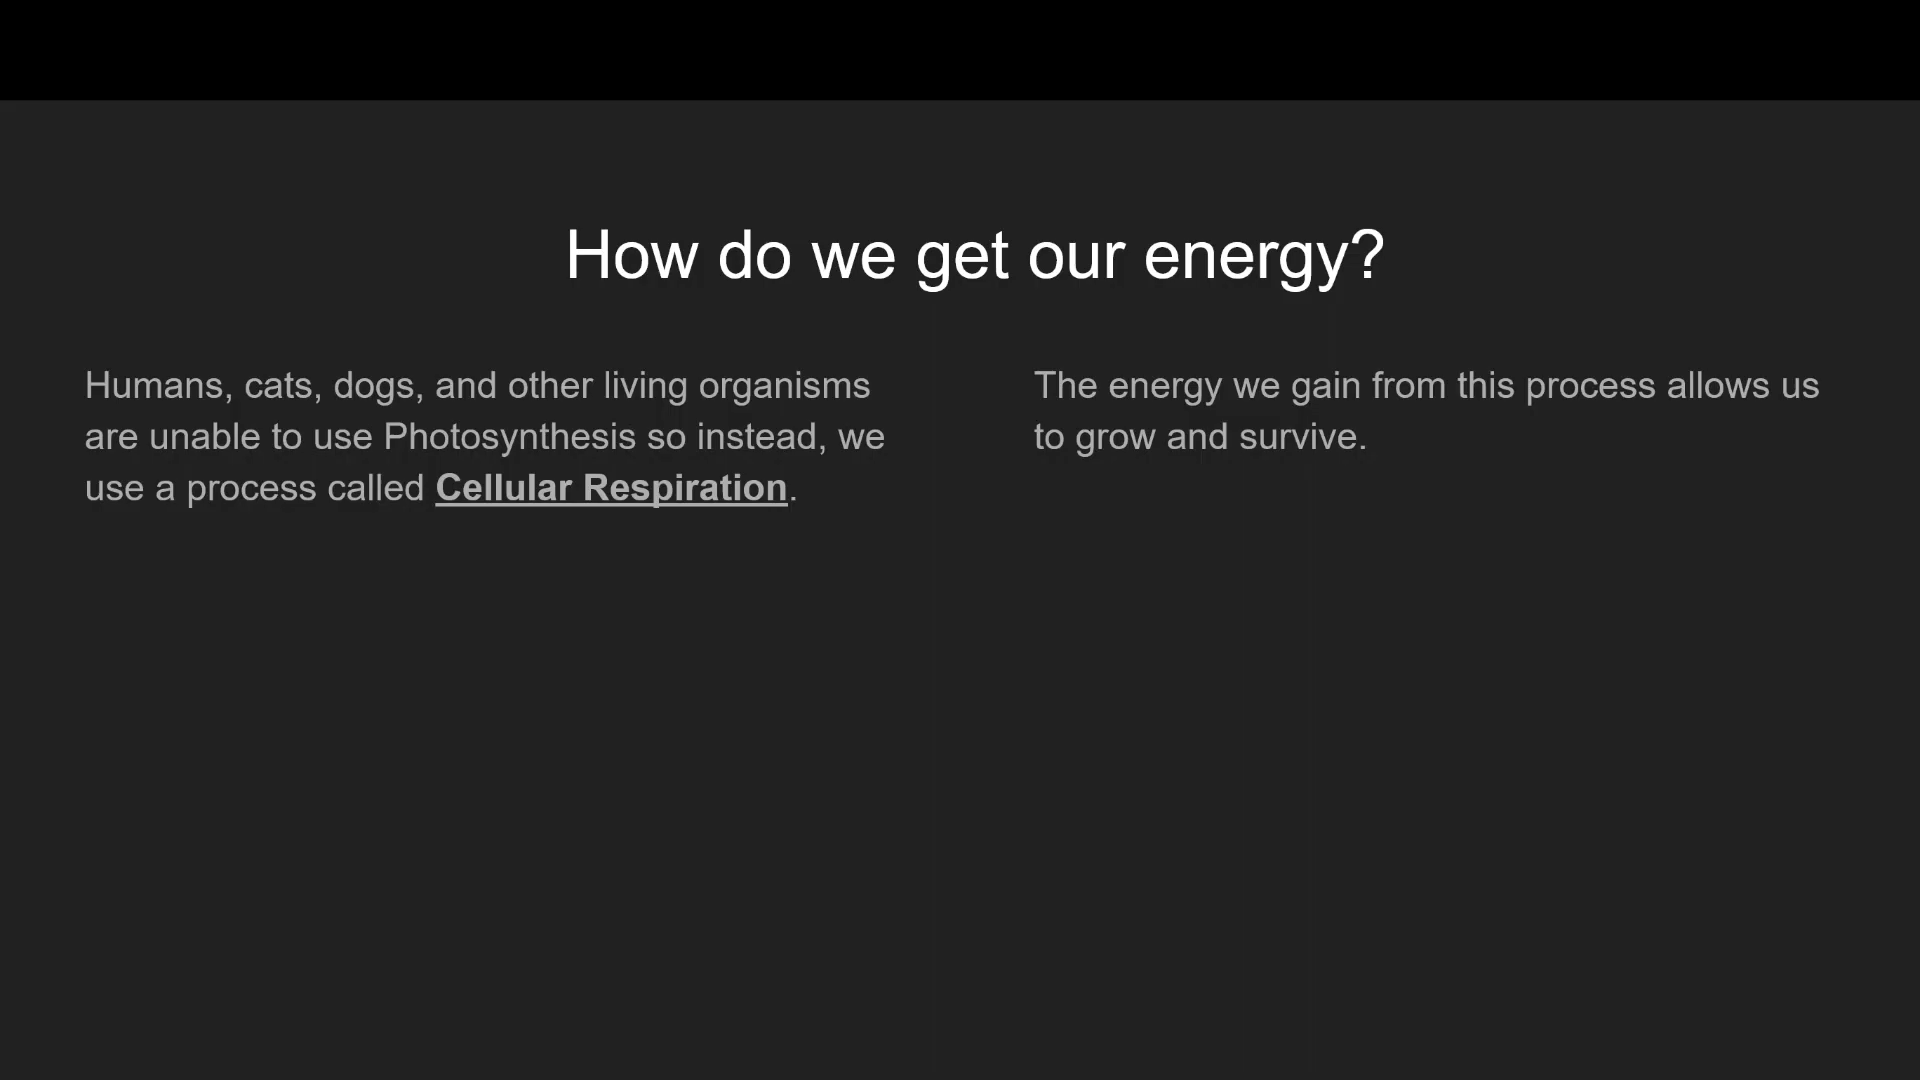 How do we get our energy?
Humans, cats, dogs, and other living organisms
are unable to use Photosynthesis so instead, we
use a process called Cellular Respiration.
The energy we gain from this process allows us
to grow and survive.